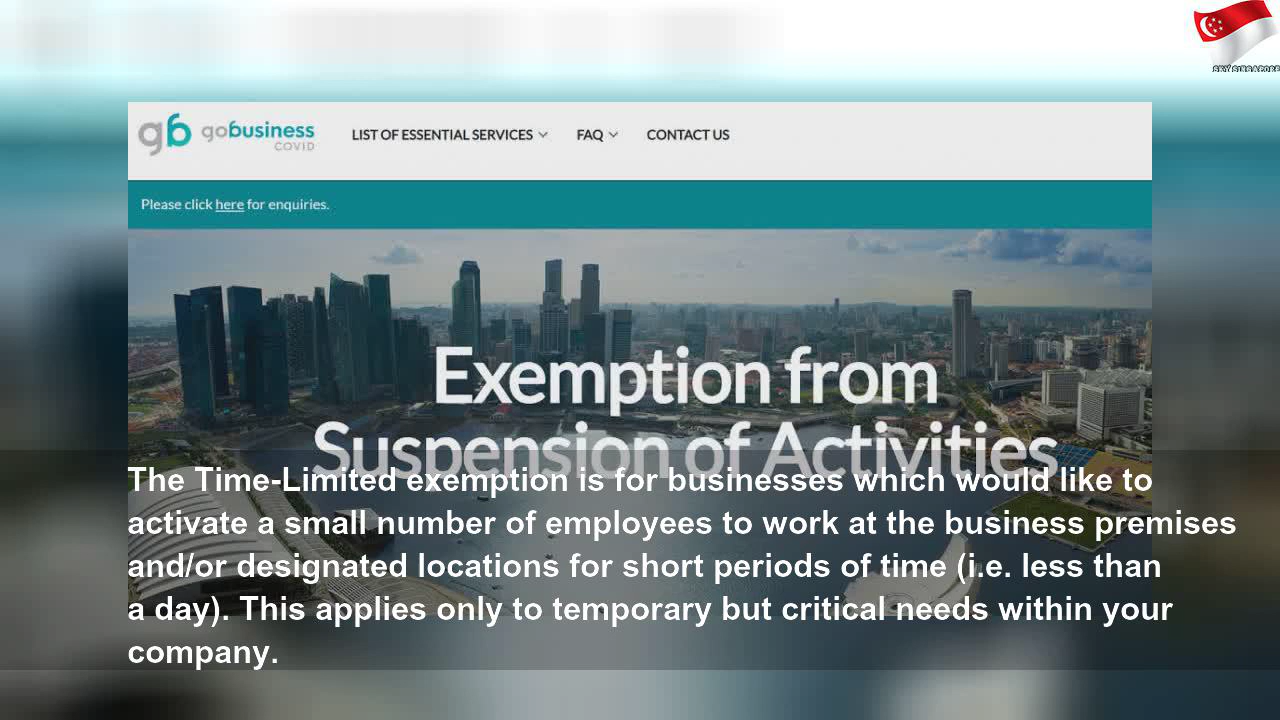 SKY SINGAPORE
gb gobusiness
COVID
LIST OF ESSENTIAL SERVICES
FAQ
CONTACT US
Please click here for enquiries.
Exemption from
Suspension of Activities
The Time-Limited exemption is for businesses which would like to
activate a small number of employees to work at the business premises
and/or designated locations for short periods of time (i.e. less than
a day). This applies only to temporary but critical needs within your
company.